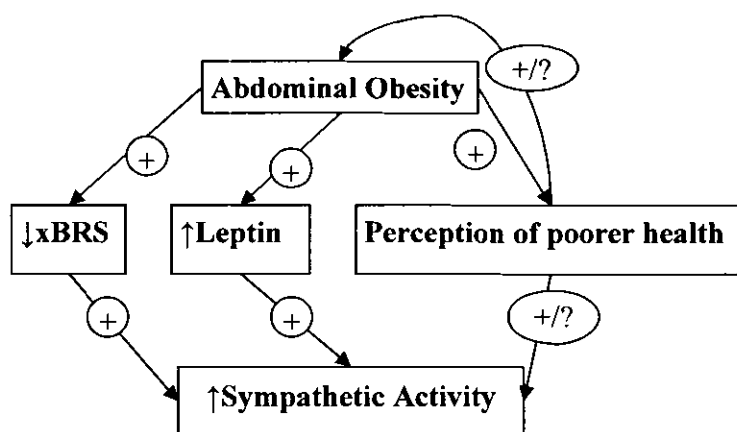 +/?
Abdominal Obesity
+
+
+
↓xBRS
↑Leptin
Perception of poorer health
+
+
+/?
↑Sympathetic Activity